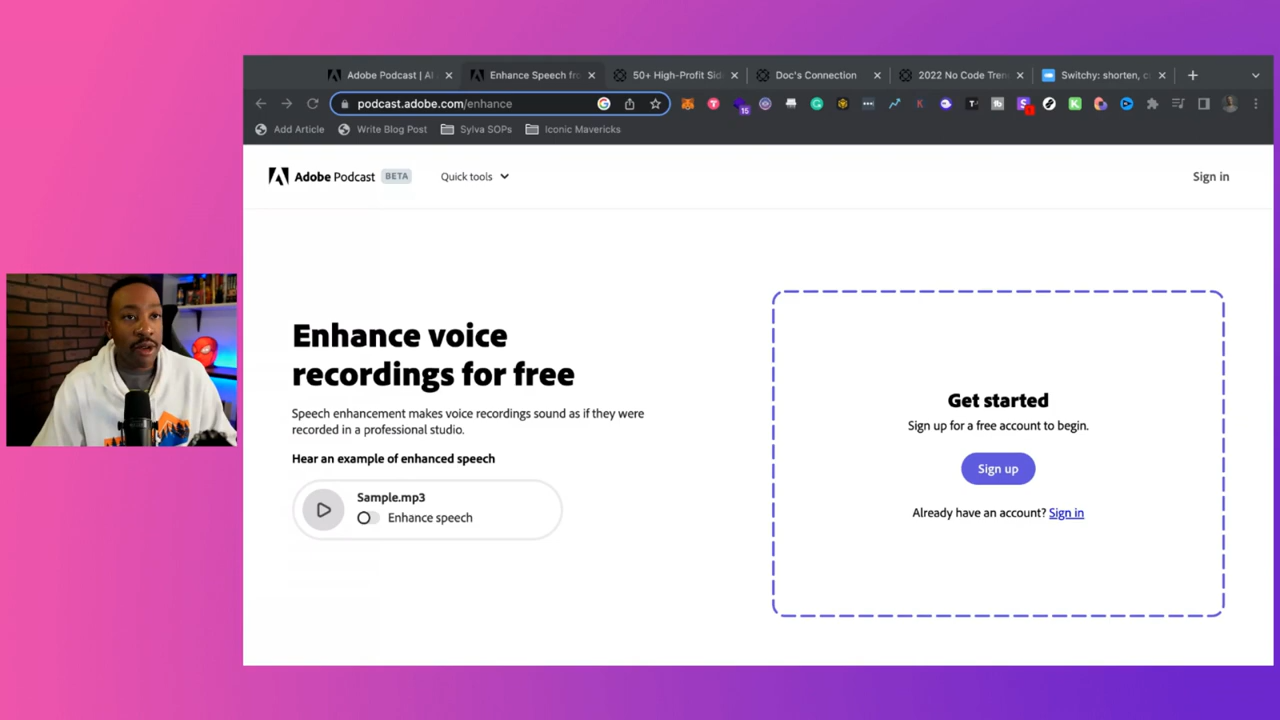 Adobe Podcast | AI
Enhance Speech fro
50+ High-Profit Sid
Doc's Connection
2022 No Code Tren
Switchy: shorten, c
podcast.adobe.com/enhance
15
1
Add Article
Write Blog Post
Sylva SOPs
Iconic Mavericks
Adobe Podcast
BETA
Quick tools
Sign in
Enhance voice
recordings for free
Speech enhancement makes voice recordings sound as if they were
recorded in a professional studio.
Hear an example of enhanced speech
Sample.mp3
Enhance speech
Get started
Sign up for a free account to begin.
Sign up
Already have an account? Sign in